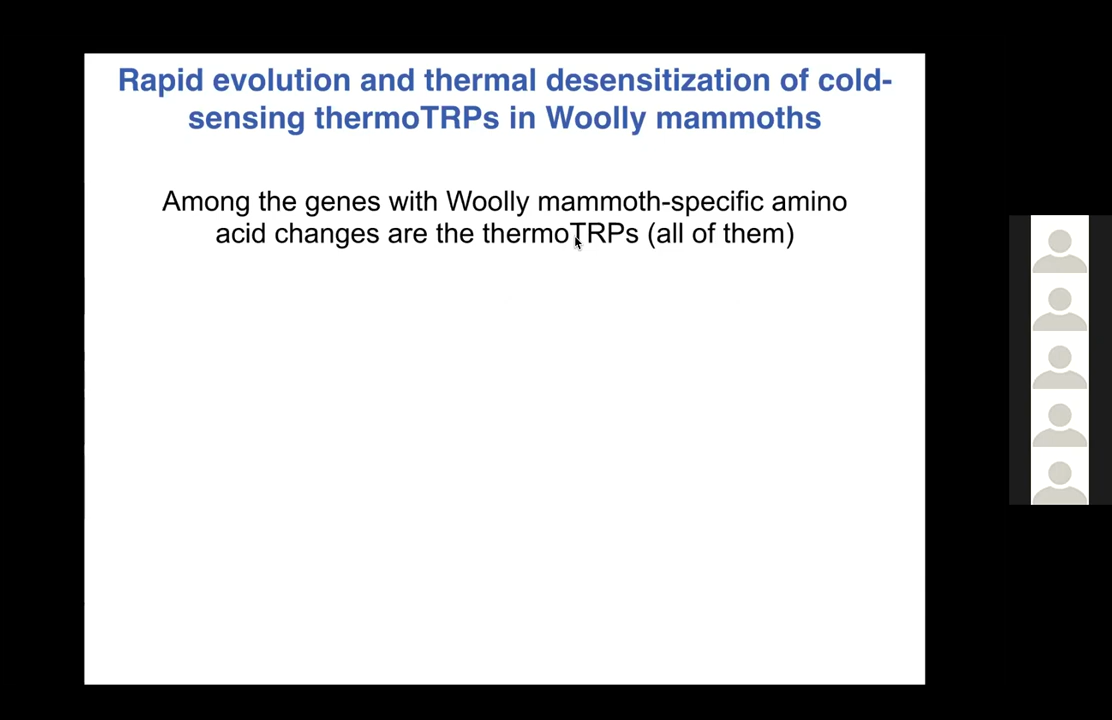 Rapid evolution and thermal desensitization of cold-
sensing thermoTRPs in Woolly mammoths
Among the genes with Woolly mammoth-specific amino
acid changes are the thermoTRPs (all of them)